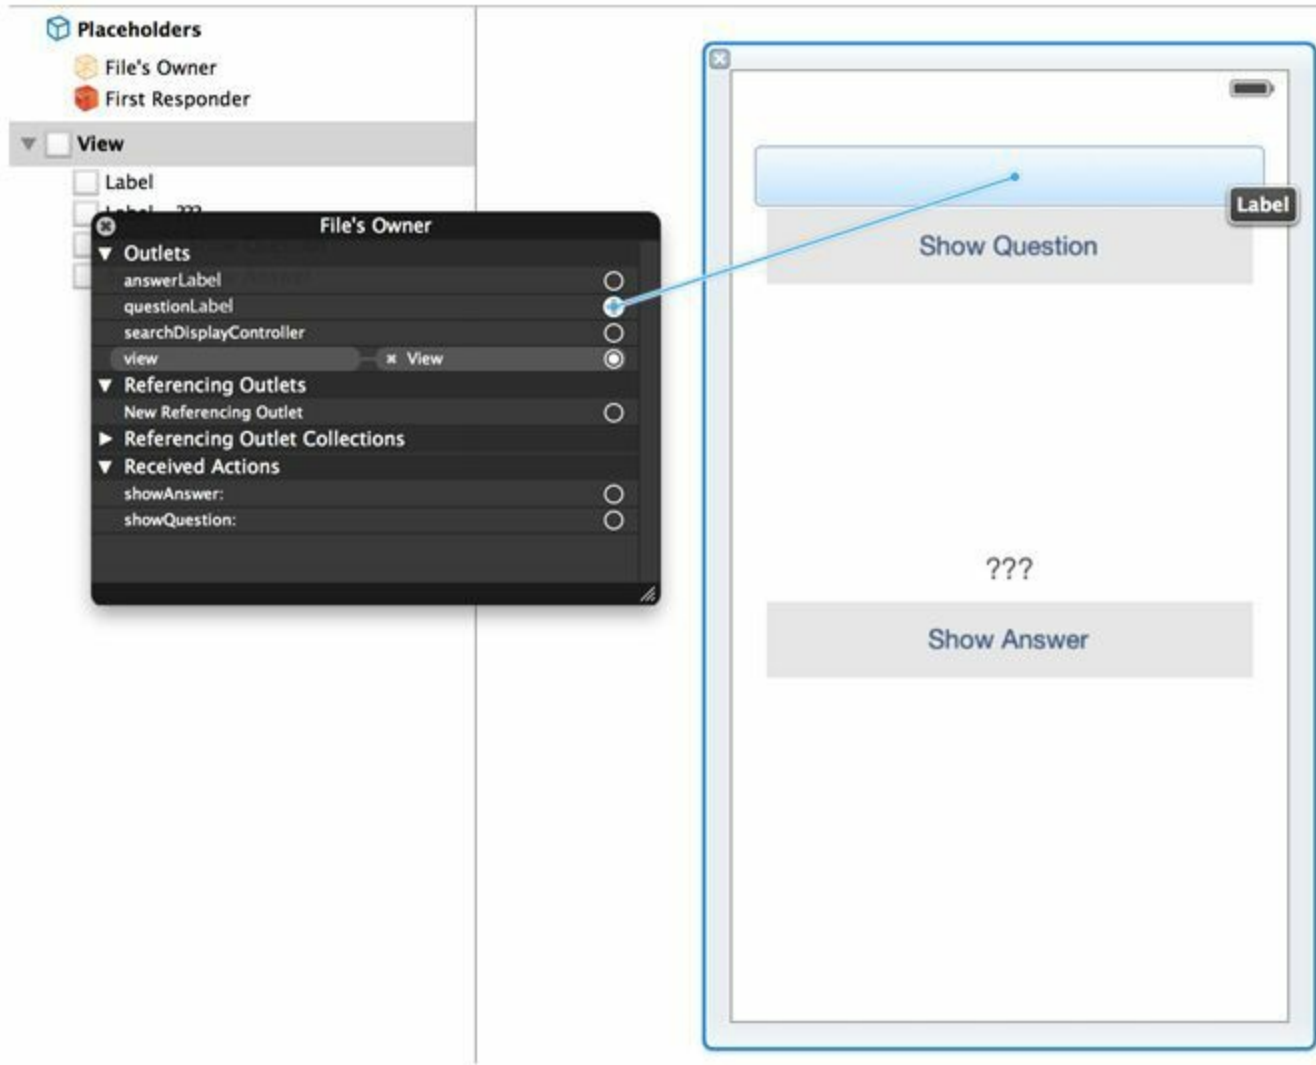 Placeholders
File's Owner
First Responder
View
Label
Label
Show Question
???
Show Answer
File's Owner
Outlets
answerLabel
questionLabel
searchDisplayController
view × View
Referencing Outlets
New Referencing Outlet
Referencing Outlet Collections
Received Actions
showAnswer:
showQuestion: